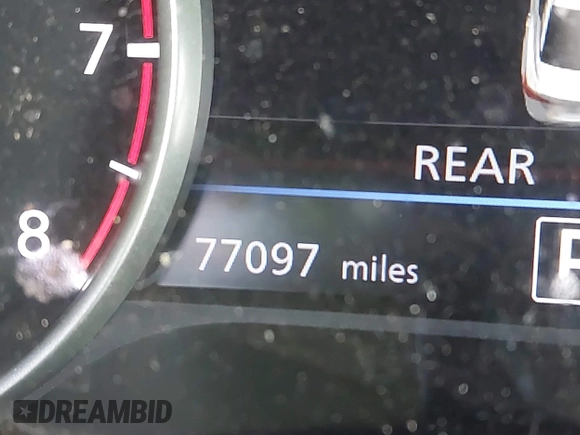 7
REAR
8
77097 miles
P
DREAMBID